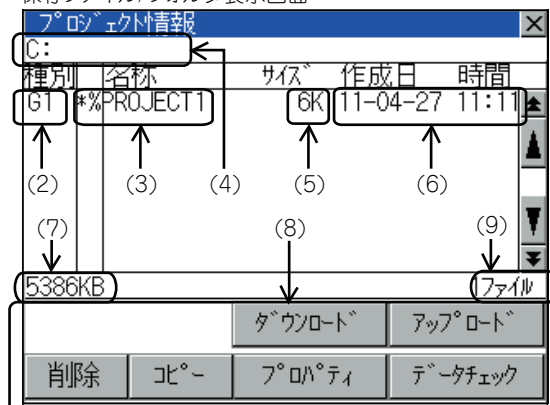 保存ファイル/フォルダ表示画面
プロジェクト情報 ×
C:
種別 名称 サイズ 作成日 時間
G1 *%PROJECT1 6K 11-04-27 11:11
(2) (3) (4) (5) (6)
(7) (8) (9)
5386KB 1ファイル
ダウンロード アップロード
削除 コピー プロパティ データチェック